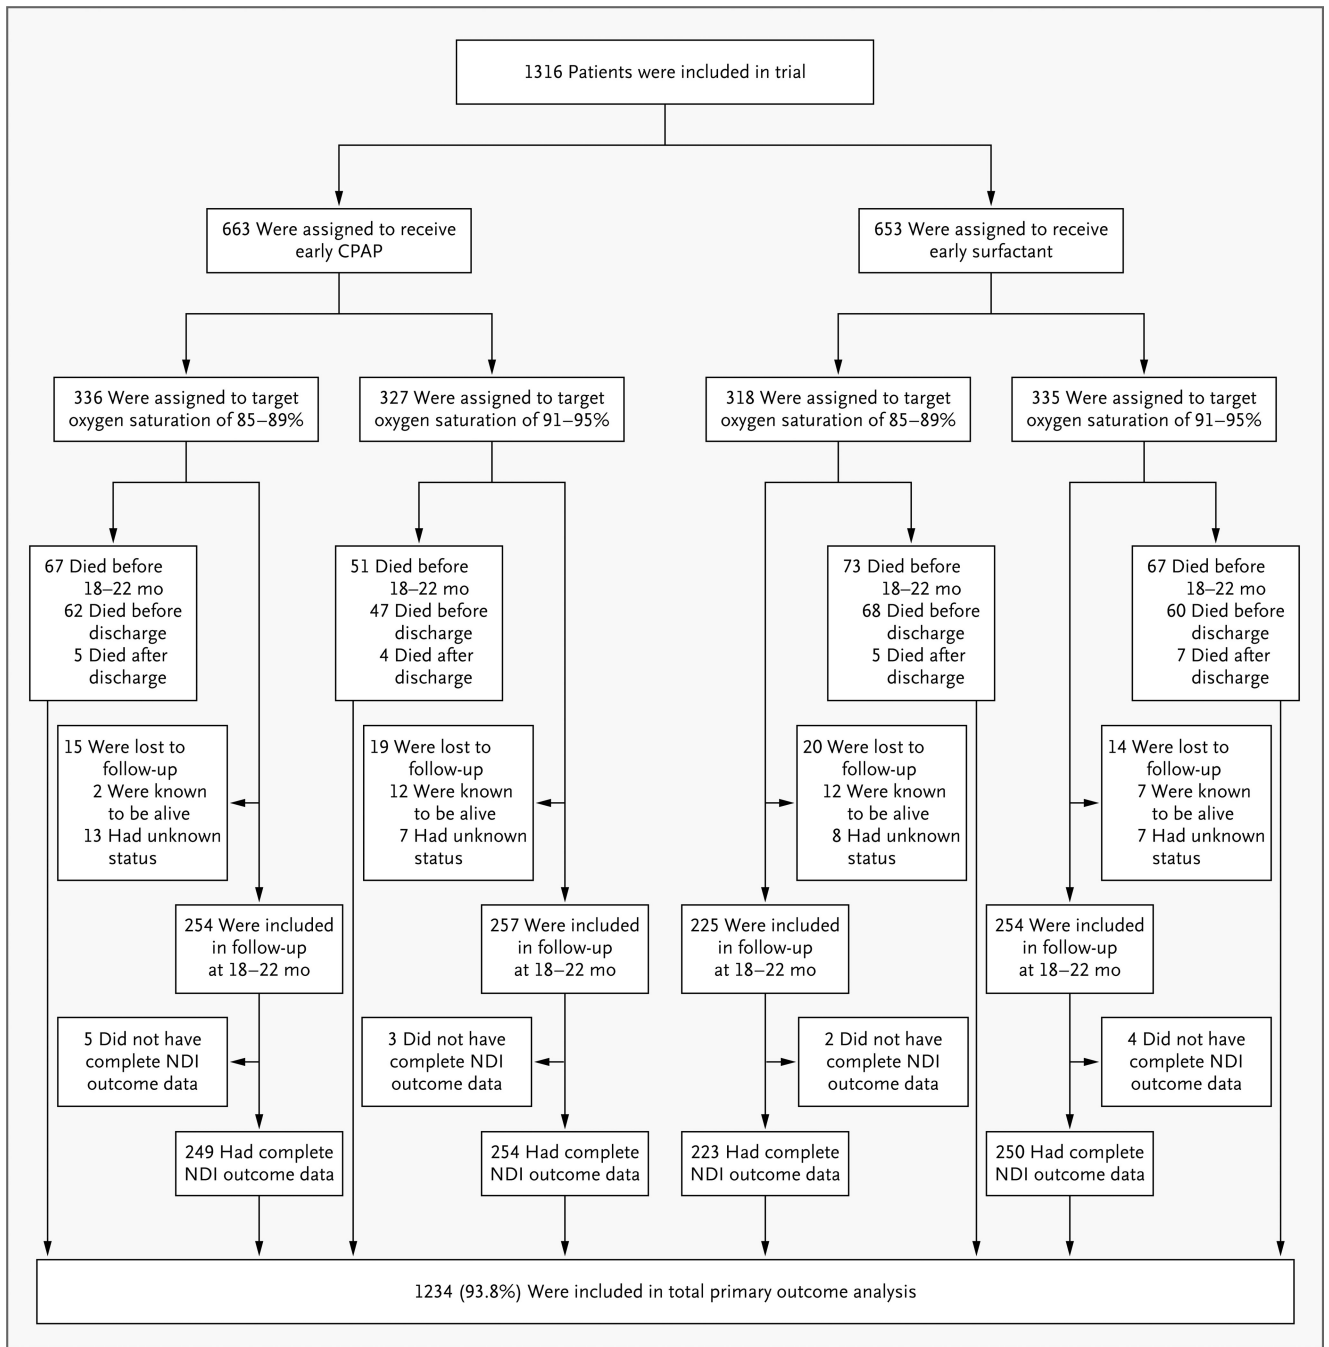 1316 Patients were included in trial
663 Were assigned to receive
early CPAP
653 Were assigned to receive
early surfactant
336 Were assigned to target
oxygen saturation of 85–89%
327 Were assigned to target
oxygen saturation of 91–95%
318 Were assigned to target
oxygen saturation of 85–89%
335 Were assigned to target
oxygen saturation of 91–95%
67 Died before
18–22 mo
62 Died before
discharge
5 Died after
discharge
51 Died before
18–22 mo
47 Died before
discharge
4 Died after
discharge
73 Died before
18–22 mo
68 Died before
discharge
5 Died after
discharge
67 Died before
18–22 mo
60 Died before
discharge
7 Died after
discharge
15 Were lost to
follow-up
2 Were known
to be alive
13 Had unknown
status
19 Were lost to
follow-up
12 Were known
to be alive
7 Had unknown
status
20 Were lost to
follow-up
12 Were known
to be alive
8 Had unknown
status
14 Were lost to
follow-up
7 Were known
to be alive
7 Had unknown
status
254 Were included
in follow-up
at 18–22 mo
257 Were included
in follow-up
at 18–22 mo
225 Were included
in follow-up
at 18–22 mo
254 Were included
in follow-up
at 18–22 mo
5 Did not have
complete NDI
outcome data
3 Did not have
complete NDI
outcome data
2 Did not have
complete NDI
outcome data
4 Did not have
complete NDI
outcome data
249 Had complete
NDI outcome data
254 Had complete
NDI outcome data
223 Had complete
NDI outcome data
250 Had complete
NDI outcome data
1234 (93.8%) Were included in total primary outcome analysis